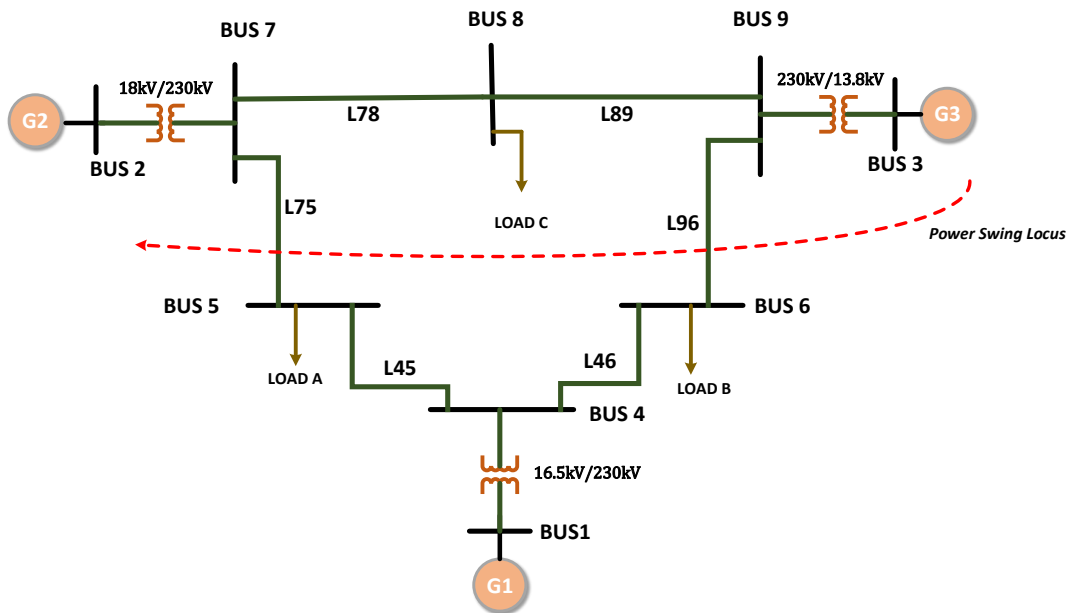 BUS 8
BUS 7
BUS 9
18kV/230kV
230kV/13.8kV
G2
L78
L89
G3
BUS 2
BUS 3
L75
LOAD C
L96
Power Swing Locus
BUS 5
BUS 6
LOAD A
L45
L46
LOAD B
BUS 4
16.5kV/230kV
BUS1
G1